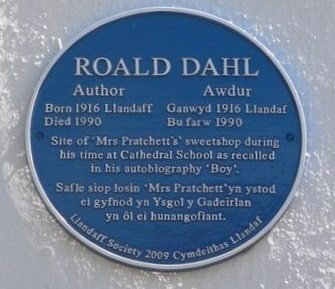 ROALD DAHL
Author Awdur
Born 1916 Llandaff Ganwyd 1916 Llandaf
Died 1990 Bu farw 1990
Site of 'Mrs Pratchett's' sweetshop during
his time at Cathedral School as recalled
in his autobiography 'Boy'.
Safle siop losin 'Mrs Pratchett' yn ystod
ei gyfnod yn Ysgol y Gadeirlan
yn ôl ei hunangofiant.
Llandaff Society 2009 Cymdeithas Llandaf